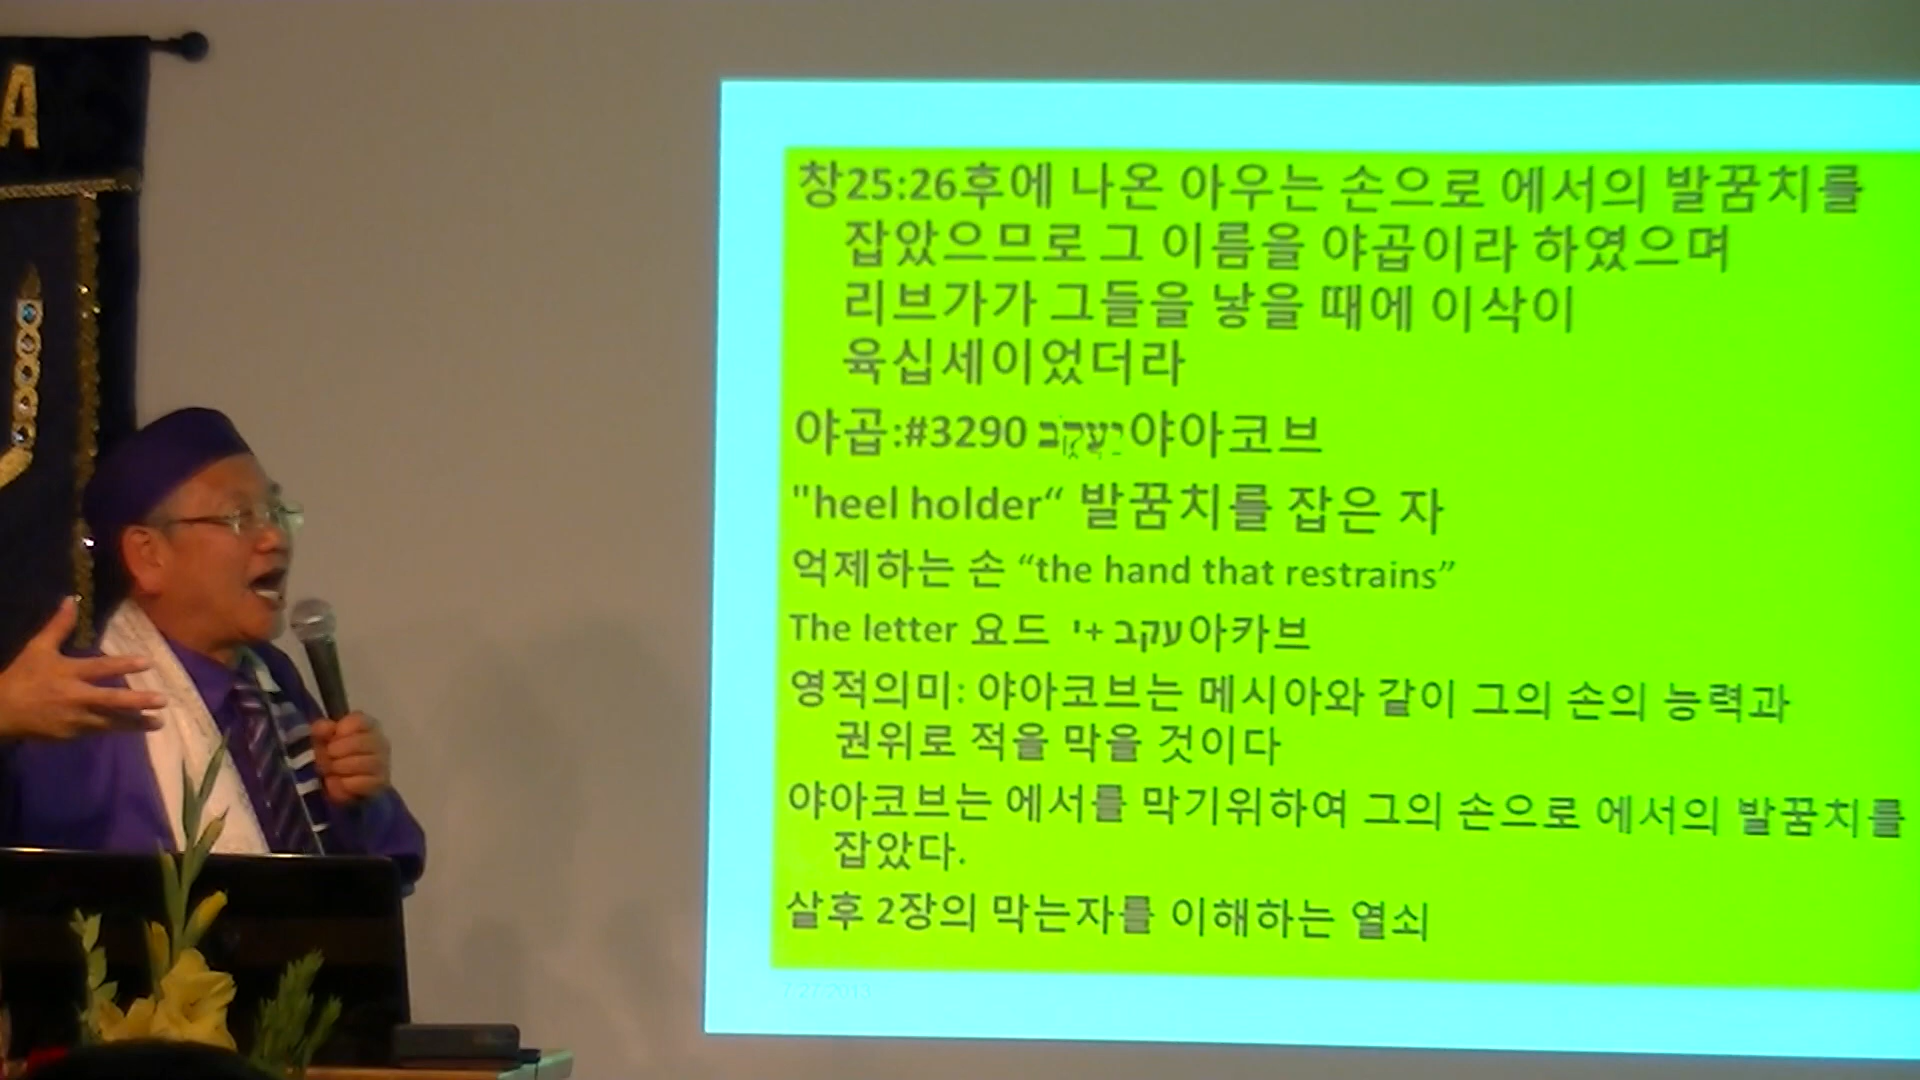 A
창25:26후에 나온 아우는 손으로 에서의 발꿈치를
잡았으므로 그 이름을 야곱이라 하였으며
리브가가 그들을 낳을 때에 이삭이
육십세이었더라
야곱:#3290 יַעֲקֹב야아코브
"heel holder“ 발꿈치를 잡은 자
억제하는 손 “the hand that restrains”
The letter 요드 י+ עקב아카브
영적의미: 야아코브는 메시아와 같이 그의 손의 능력과
권위로 적을 막을 것이다
야아코브는 에서를 막기위하여 그의 손으로 에서의 발꿈치를
잡았다.
살후 2장의 막는자를 이해하는 열쇠
7/27/2013